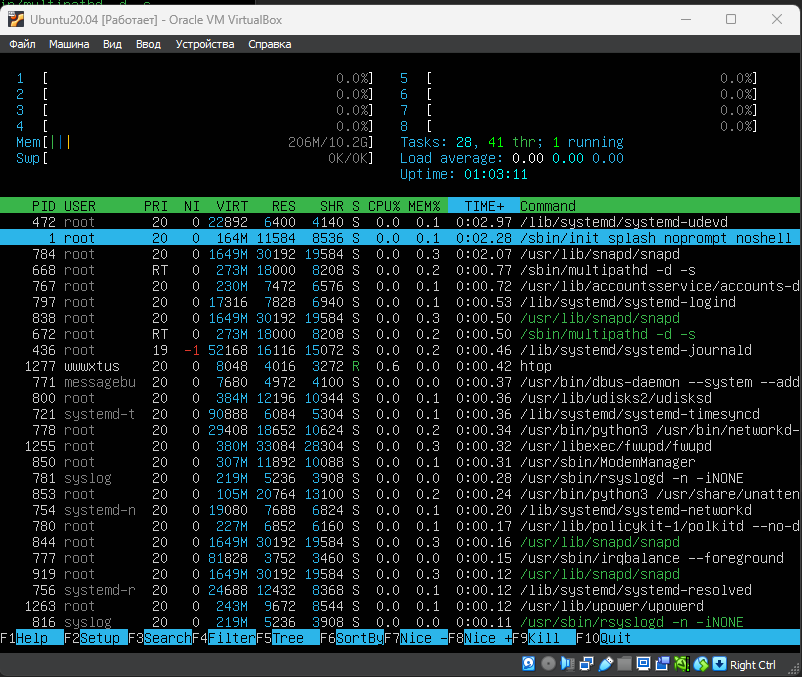 Ubuntu20.04 [Работает] - Oracle VM VirtualBox
Файл Машина Вид Ввод Устройства Справка
1 [ 0.0%] 5 [ 0.0%]
2 [ 0.0%] 6 [ 0.0%]
3 [ 0.0%] 7 [ 0.0%]
4 [ 0.0%] 8 [ 0.0%]
Mem[||| 206M/10.2G] Tasks: 28, 41 thr; 1 running
Swp[ 0K/0K] Load average: 0.00 0.00 0.00
Uptime: 01:03:11
PID USER PRI NI VIRT RES SHR S CPU% MEM% TIME+ Command
472 root 20 0 22892 6400 4140 S 0.0 0.1 0:02.97 /lib/systemd/systemd-udevd
1 root 20 0 164M 11584 8536 S 0.0 0.1 0:02.28 /sbin/init splash noprompt noshell
784 root 20 0 1649M 30192 19584 S 0.0 0.3 0:02.07 /usr/lib/snapd/snapd
668 root RT 0 273M 18000 8208 S 0.0 0.2 0:00.77 /sbin/multipathd -d -s
767 root 20 0 230M 7472 6576 S 0.0 0.1 0:00.72 /usr/lib/accountsservice/accounts-d
797 root 20 0 17316 7828 6940 S 0.0 0.1 0:00.53 /lib/systemd/systemd-logind
838 root 20 0 1649M 30192 19584 S 0.0 0.3 0:00.50 /usr/lib/snapd/snapd
672 root RT 0 273M 18000 8208 S 0.0 0.2 0:00.50 /sbin/multipathd -d -s
436 root 19 -1 52168 16116 15072 S 0.0 0.2 0:00.46 /lib/systemd/systemd-journald
1277 wwwxtus 20 0 8048 4016 3272 R 0.6 0.0 0:00.42 htop
771 messagebu 20 0 7680 4972 4100 S 0.0 0.0 0:00.37 /usr/bin/dbus-daemon --system --add
800 root 20 0 384M 12196 10344 S 0.0 0.1 0:00.36 /usr/lib/udisks2/udisksd
721 systemd-t 20 0 90888 6084 5304 S 0.0 0.1 0:00.36 /lib/systemd/systemd-timesyncd
778 root 20 0 29408 18652 10624 S 0.0 0.2 0:00.34 /usr/bin/python3 /usr/bin/networkd-
1255 root 20 0 380M 33084 28304 S 0.0 0.3 0:00.32 /usr/libexec/fwupd/fwupd
850 root 20 0 307M 11892 10088 S 0.0 0.1 0:00.31 /usr/sbin/ModemManager
781 syslog 20 0 219M 5236 3908 S 0.0 0.0 0:00.28 /usr/sbin/rsyslogd -n -iNONE
853 root 20 0 105M 20764 13100 S 0.0 0.2 0:00.24 /usr/bin/python3 /usr/share/unatten
754 systemd-n 20 0 19080 7688 6824 S 0.0 0.1 0:00.20 /lib/systemd/systemd-networkd
780 root 20 0 227M 6852 6160 S 0.0 0.1 0:00.17 /usr/lib/policykit-1/polkitd --no-d
844 root 20 0 1649M 30192 19584 S 0.0 0.3 0:00.16 /usr/lib/snapd/snapd
777 root 20 0 81828 3752 3460 S 0.0 0.0 0:00.15 /usr/sbin/irqbalance --foreground
919 root 20 0 1649M 30192 19584 S 0.0 0.3 0:00.12 /usr/lib/snapd/snapd
756 systemd-r 20 0 24688 12432 8368 S 0.0 0.1 0:00.12 /lib/systemd/systemd-resolved
1263 root 20 0 243M 9672 8544 S 0.0 0.1 0:00.12 /usr/lib/upower/upowerd
816 syslog 20 0 219M 5236 3908 S 0.0 0.0 0:00.11 /usr/sbin/rsyslogd -n -iNONE
F1Help F2Setup F3SearchF4FilterF5Tree F6SortByF7Nice -F8Nice +F9Kill F10Quit
Right Ctrl